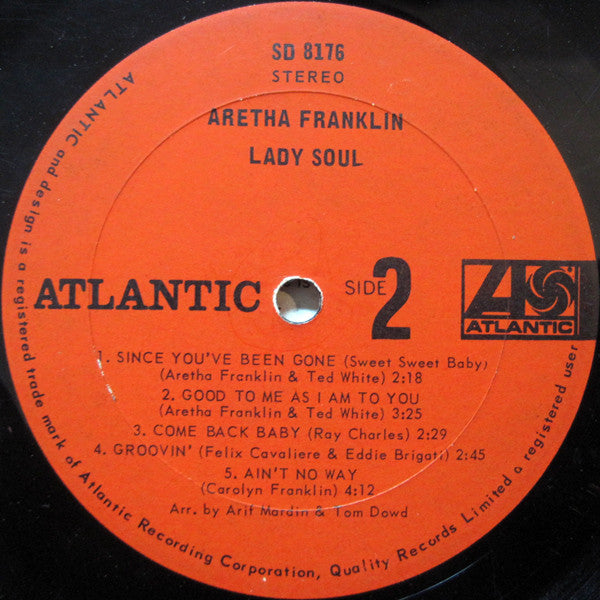 SD 8176
STEREO
ARETHA FRANKLIN
LADY SOUL
ATLANTIC
SIDE 2
ATLANTIC
1. SINCE YOU'VE BEEN GONE (Sweet Sweet Baby)
(Aretha Franklin & Ted White) 2:18
2. GOOD TO ME AS I AM TO YOU
(Aretha Franklin & Ted White) 3:25
3. COME BACK BABY (Ray Charles) 2:29
4. GROOVIN' (Felix Cavaliere & Eddie Brigati) 2:45
5. AIN'T NO WAY
(Carolyn Franklin) 4:12
Arr. by Arif Mardin & Tom Dowd
ATLANTIC and design is a registered trade mark of Atlantic Recording Corporation, Quality Records Limited a registered user